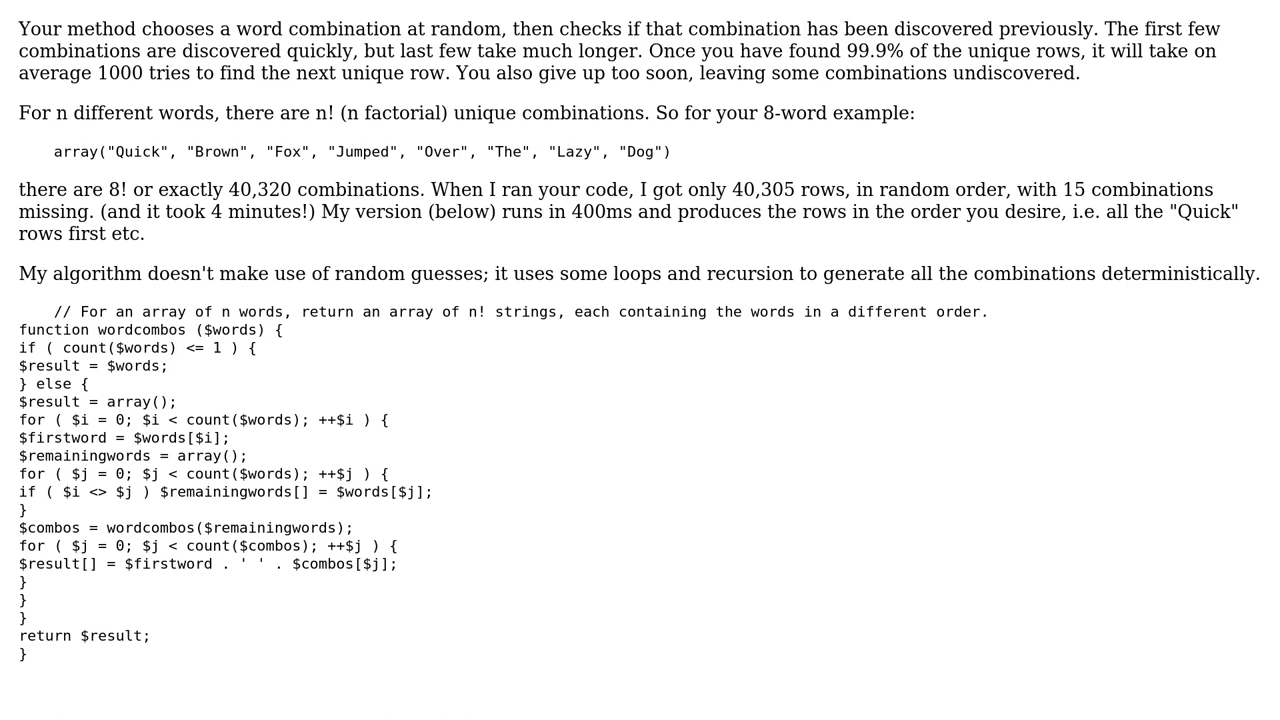 Your method chooses a word combination at random, then checks if that combination has been discovered previously. The first few
combinations are discovered quickly, but last few take much longer. Once you have found 99.9% of the unique rows, it will take on
average 1000 tries to find the next unique row. You also give up too soon, leaving some combinations undiscovered.
For n different words, there are n! (n factorial) unique combinations. So for your 8-word example:
array("Quick", "Brown", "Fox", "Jumped", "Over", "The", "Lazy", "Dog")
there are 8! or exactly 40,320 combinations. When I ran your code, I got only 40,305 rows, in random order, with 15 combinations
missing. (and it took 4 minutes!) My version (below) runs in 400ms and produces the rows in the order you desire, i.e. all the "Quick"
rows first etc.
My algorithm doesn't make use of random guesses; it uses some loops and recursion to generate all the combinations deterministically.
// For an array of n words, return an array of n! strings, each containing the words in a different order.
function wordcombos ($words) {
if ( count($words) <= 1 ) {
$result = $words;
} else {
$result = array();
for ( $i = 0; $i < count($words); ++$i ) {
$firstword = $words[$i];
$remainingwords = array();
for ( $j = 0; $j < count($words); ++$j ) {
if ( $i <> $j ) $remainingwords[] = $words[$j];
}
$combos = wordcombos($remainingwords);
for ( $j = 0; $j < count($combos); ++$j ) {
$result[] = $firstword . ' ' . $combos[$j];
}
}
}
return $result;
}